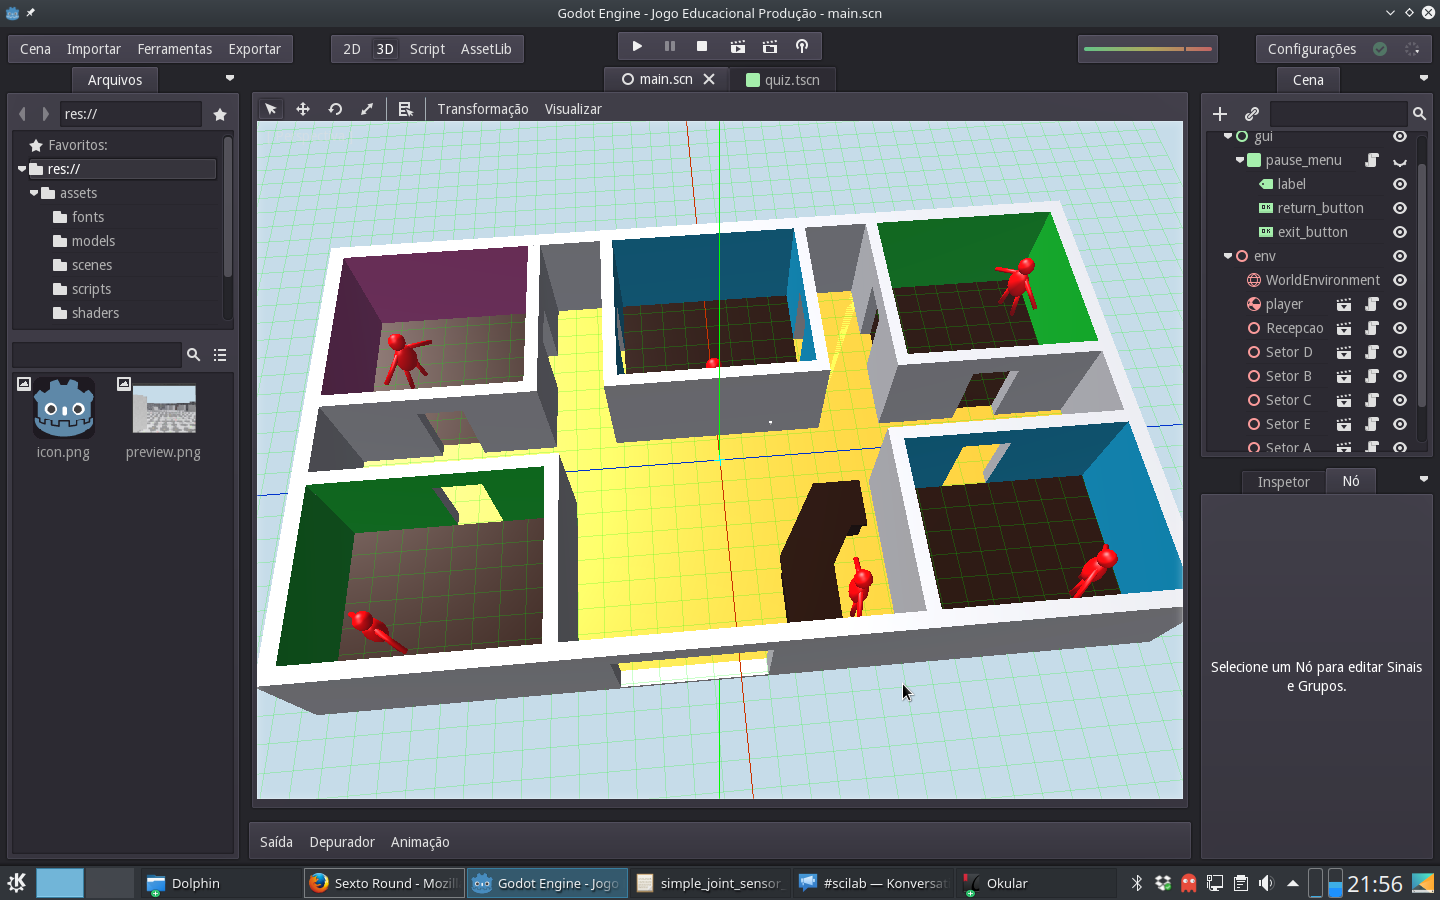 Godot Engine - Jogo Educacional Produção - main.scn
Cena Importar Ferramentas Exportar
2D 3D Script AssetLib
Configurações
Arquivos
main.scn
quiz.tscn
Cena
res://
Transformação Visualizar
Favoritos:
res://
assets
fonts
models
scenes
scripts
shaders
icon.png
preview.png
gui
pause_menu
label
OK return_button
OK exit_button
env
WorldEnvironment
player
Recepcao
Setor D
Setor B
Setor C
Setor E
Setor A
Inspetor
Nó
Selecione um Nó para editar Sinais
e Grupos.
Saída Depurador Animação
Dolphin
Sexto Round - Mozill
Godot Engine - Jogo
simple_joint_sensor_
#scilab — Konversat
Okular
21:56